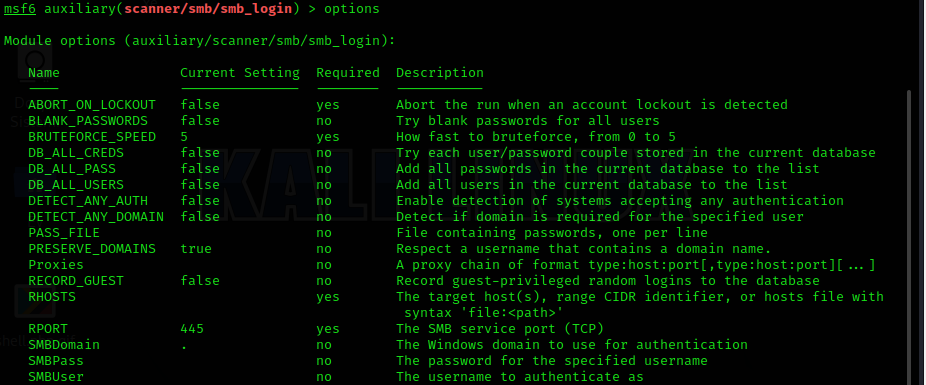 msf6 auxiliary(scanner/smb/smb_login) > options
Module options (auxiliary/scanner/smb/smb_login):
Name Current Setting Required Description
ABORT_ON_LOCKOUT false yes Abort the run when an account lockout is detected
BLANK_PASSWORDS false no Try blank passwords for all users
BRUTEFORCE_SPEED 5 yes How fast to bruteforce, from 0 to 5
DB_ALL_CREDS false no Try each user/password couple stored in the current database
DB_ALL_PASS false no Add all passwords in the current database to the list
DB_ALL_USERS false no Add all users in the current database to the list
DETECT_ANY_AUTH false no Enable detection of systems accepting any authentication
DETECT_ANY_DOMAIN false no Detect if domain is required for the specified user
PASS_FILE no File containing passwords, one per line
PRESERVE_DOMAINS true no Respect a username that contains a domain name.
Proxies no A proxy chain of format type:host:port[,type:host:port][...]
RECORD_GUEST false no Record guest-privileged random logins to the database
RHOSTS yes The target host(s), range CIDR identifier, or hosts file with
syntax 'file:<path>'
RPORT 445 yes The SMB service port (TCP)
SMBDomain . no The Windows domain to use for authentication
SMBPass no The password for the specified username
SMBUser no The username to authenticate as